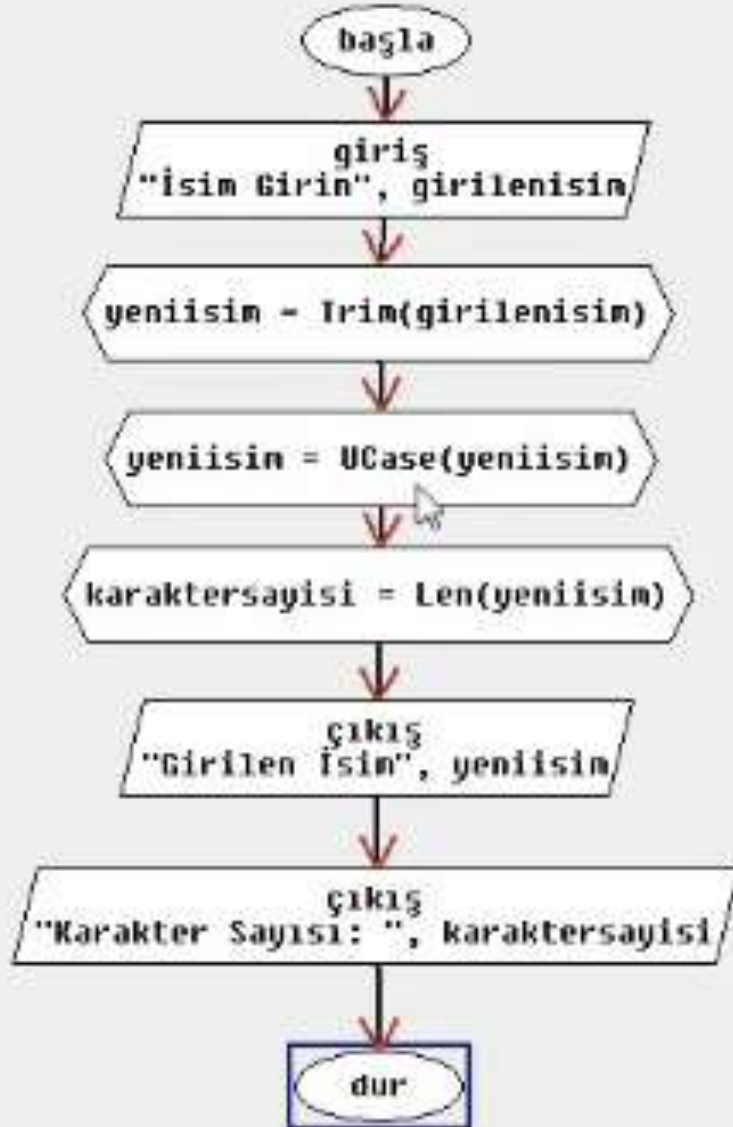 başla
giriş
"İsim Girin", girilenisim
yeniisim = Trim(girilenisim)
yeniisim = UCase(yeniisim)
karaktersayisi = Len(yeniisim)
çıkış
"Girilen İsim", yeniisim
çıkış
"Karakter Sayısı: ", karaktersayisi
dur